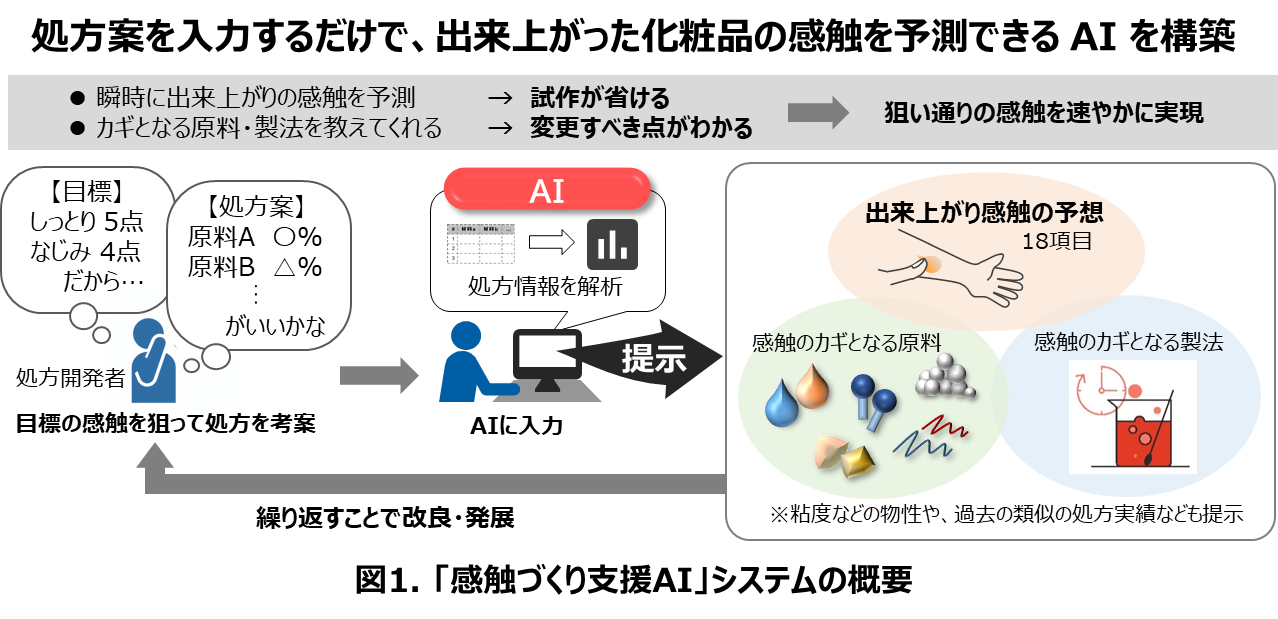 処方案を入力するだけで、出来上がった化粧品の感触を予測できる AI を構築
● 瞬時に出来上がりの感触を予測 → 試作が省ける
● カギとなる原料・製法を教えてくれる → 変更すべき点がわかる
狙い通りの感触を速やかに実現
【目標】
しっとり 5点
なじみ 4点
だから…
【処方案】
原料A 〇%
原料B △%
⋮
がいいかな
処方開発者
目標の感触を狙って処方を考案
AI
# 材料a 材料b …
1
2
3
処方情報を解析
AIに入力
提示
出来上がり感触の予想
18項目
感触のカギとなる原料
感触のカギとなる製法
※粘度などの物性や、過去の類似の処方実績なども提示
繰り返すことで改良・発展
図1. 「感触づくり支援AI」システムの概要